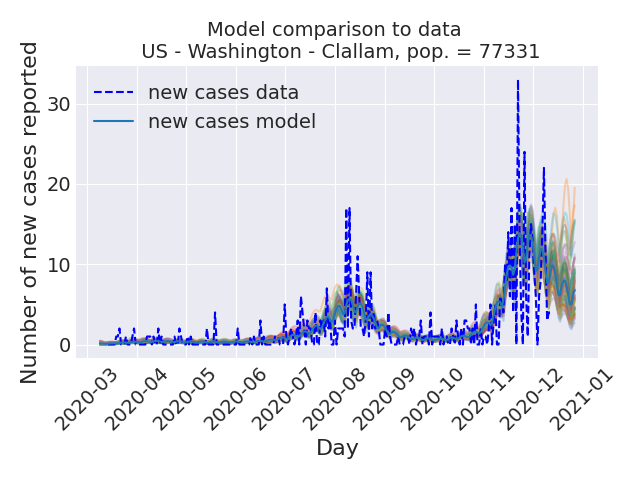 Model comparison to data
US - Washington - Clallam, pop. = 77331
Number of new cases reported
30
20
10
0
new cases data
new cases model
2020-03
2020-04
2020-05
2020-06
2020-07
2020-08
2020-09
2020-10
2020-11
2020-12
2021-01
Day